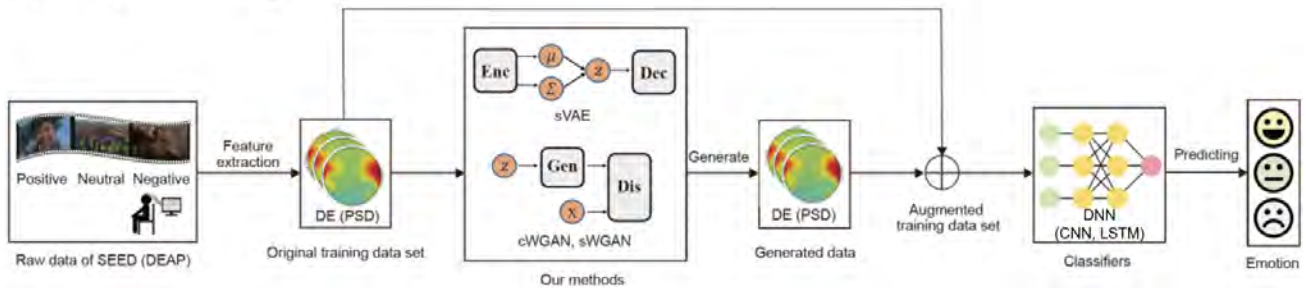 Positive Neutral Negative
Raw data of SEED (DEAP)
Feature
extraction
DE (PSD)
Original training data set
Enc
μ
Σ
z
Dec
sVAE
z
Gen
Dis
x
cWGAN, sWGAN
Our methods
Generate
DE (PSD)
Generated data
Augmented
training data set
DNN
(CNN, LSTM)
Classifiers
Predicting
Emotion